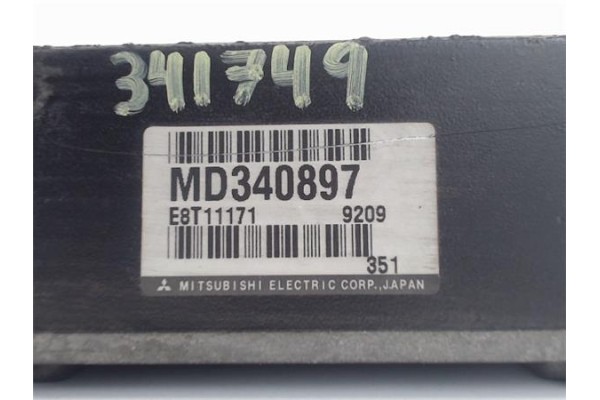 341749
MD340897
E8T11171 9209
351
MITSUBISHI ELECTRIC CORP.,JAPAN